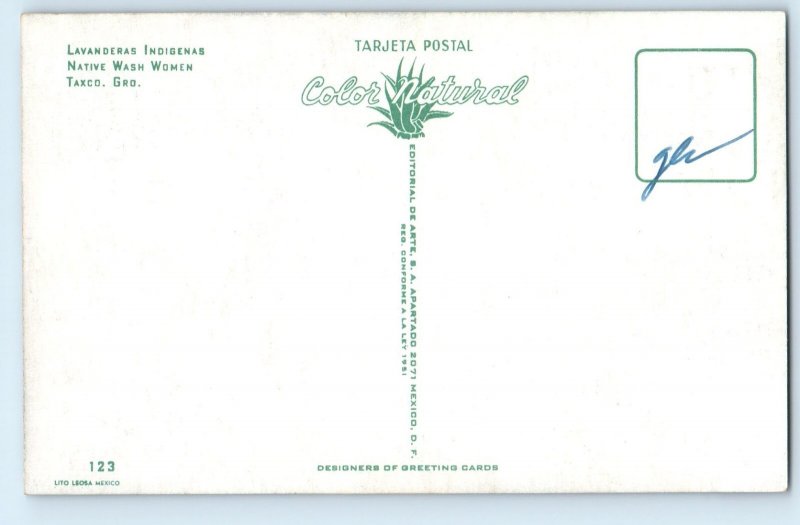 LAVANDERAS INDIGENAS
NATIVE WASH WOMEN
TAXCO. GRO.
TARJETA POSTAL
Color Natural
EDITORIAL DE ARTE, S. A. APARTADO 2071 MEXICO, D. F.
REG. CONFORME A LA LEY 1951
123
LITO LEOSA MEXICO
DESIGNERS OF GREETING CARDS